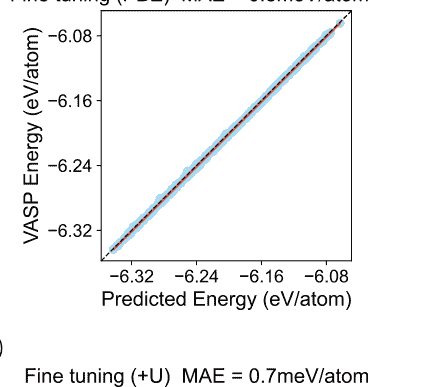 VASP Energy (eV/atom)
−6.08
−6.16
−6.24
−6.32
−6.32 −6.24 −6.16 −6.08
Predicted Energy (eV/atom)
)
Fine tuning (+U) MAE = 0.7meV/atom